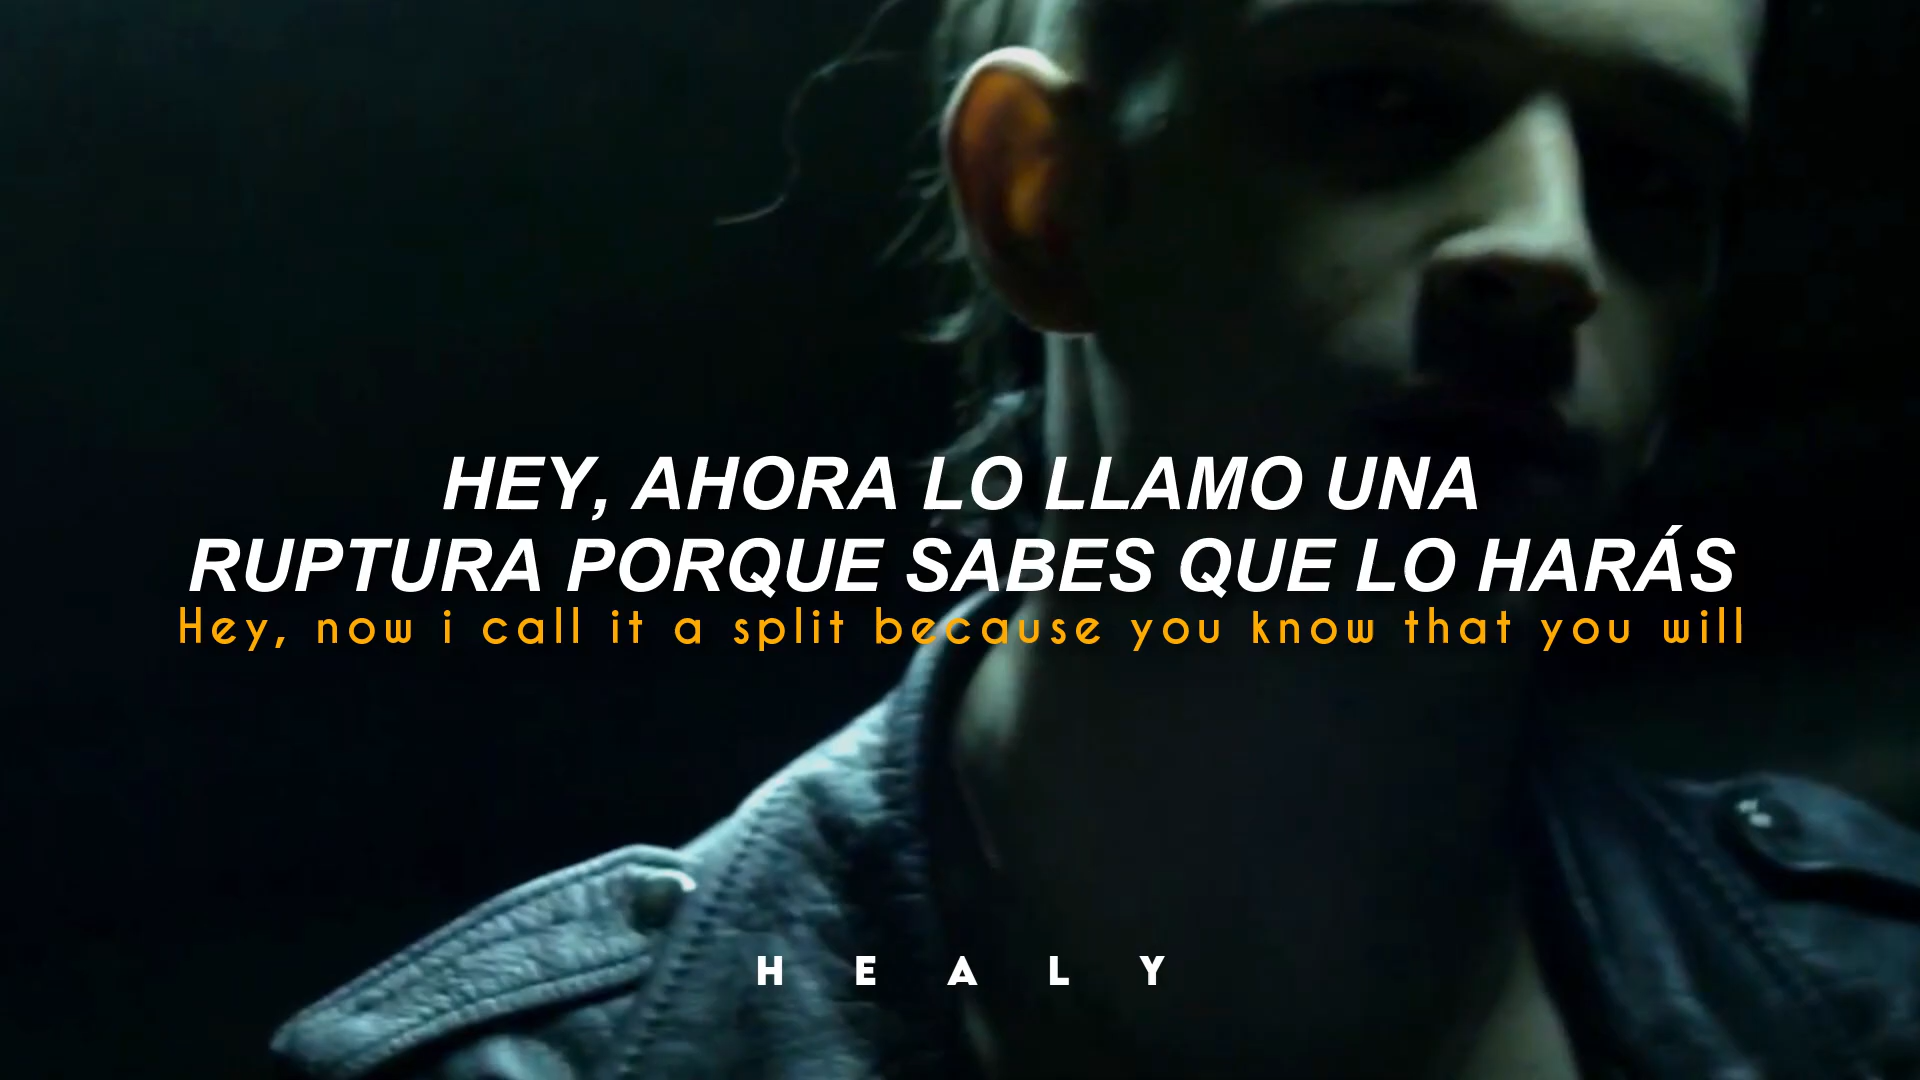 HEY, AHORA LO LLAMO UNA
RUPTURA PORQUE SABES QUE LO HARÁS
Hey, now i call it a split because you know that you will
HEALY